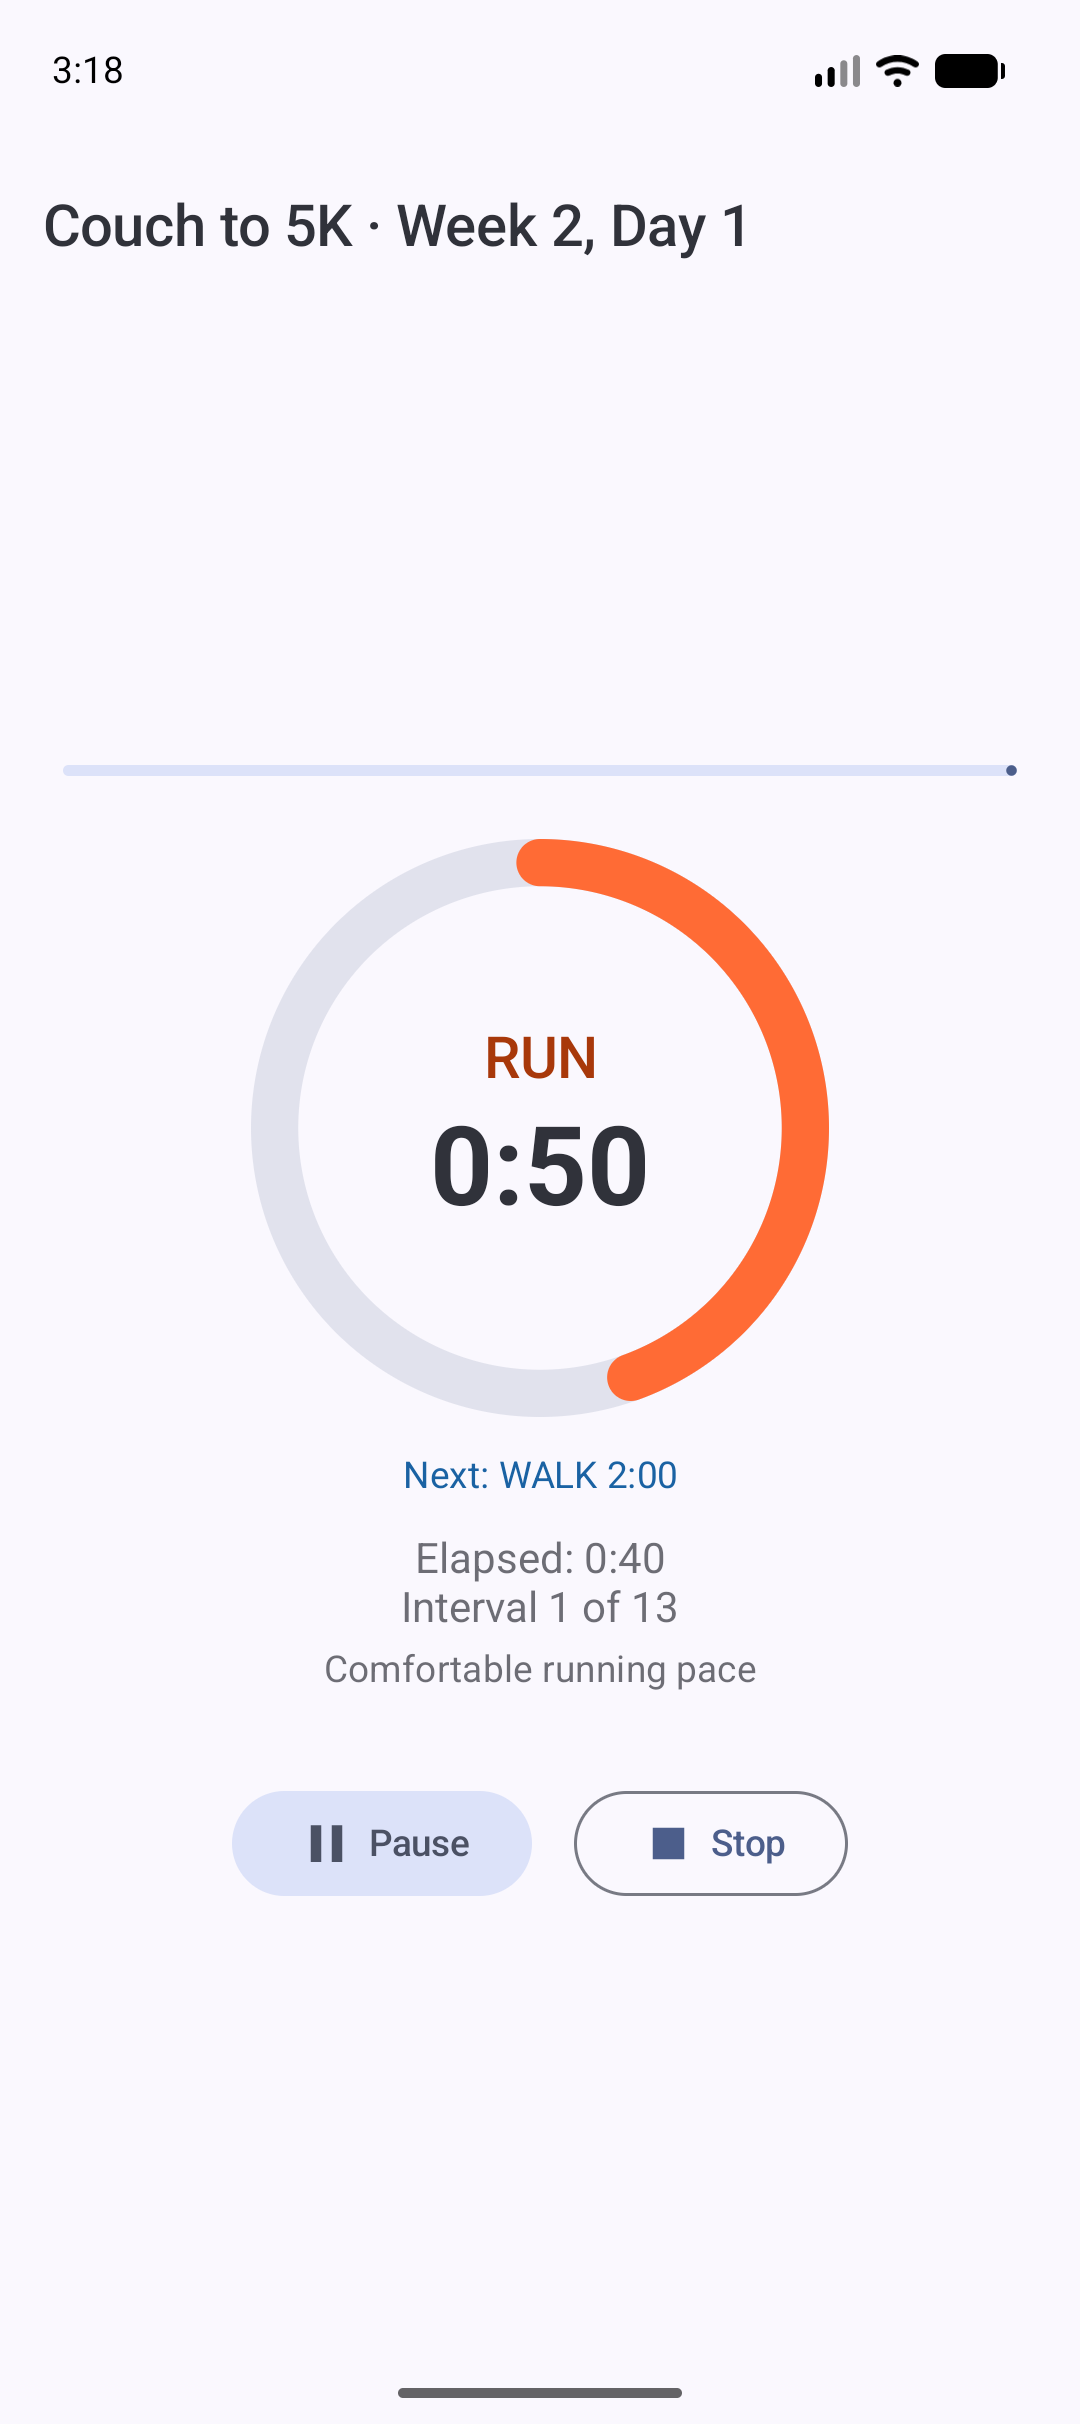 3:18
Couch to 5K · Week 2, Day 1
RUN
0:50
Next: WALK 2:00
Elapsed: 0:40
Interval 1 of 13
Comfortable running pace
Pause
Stop